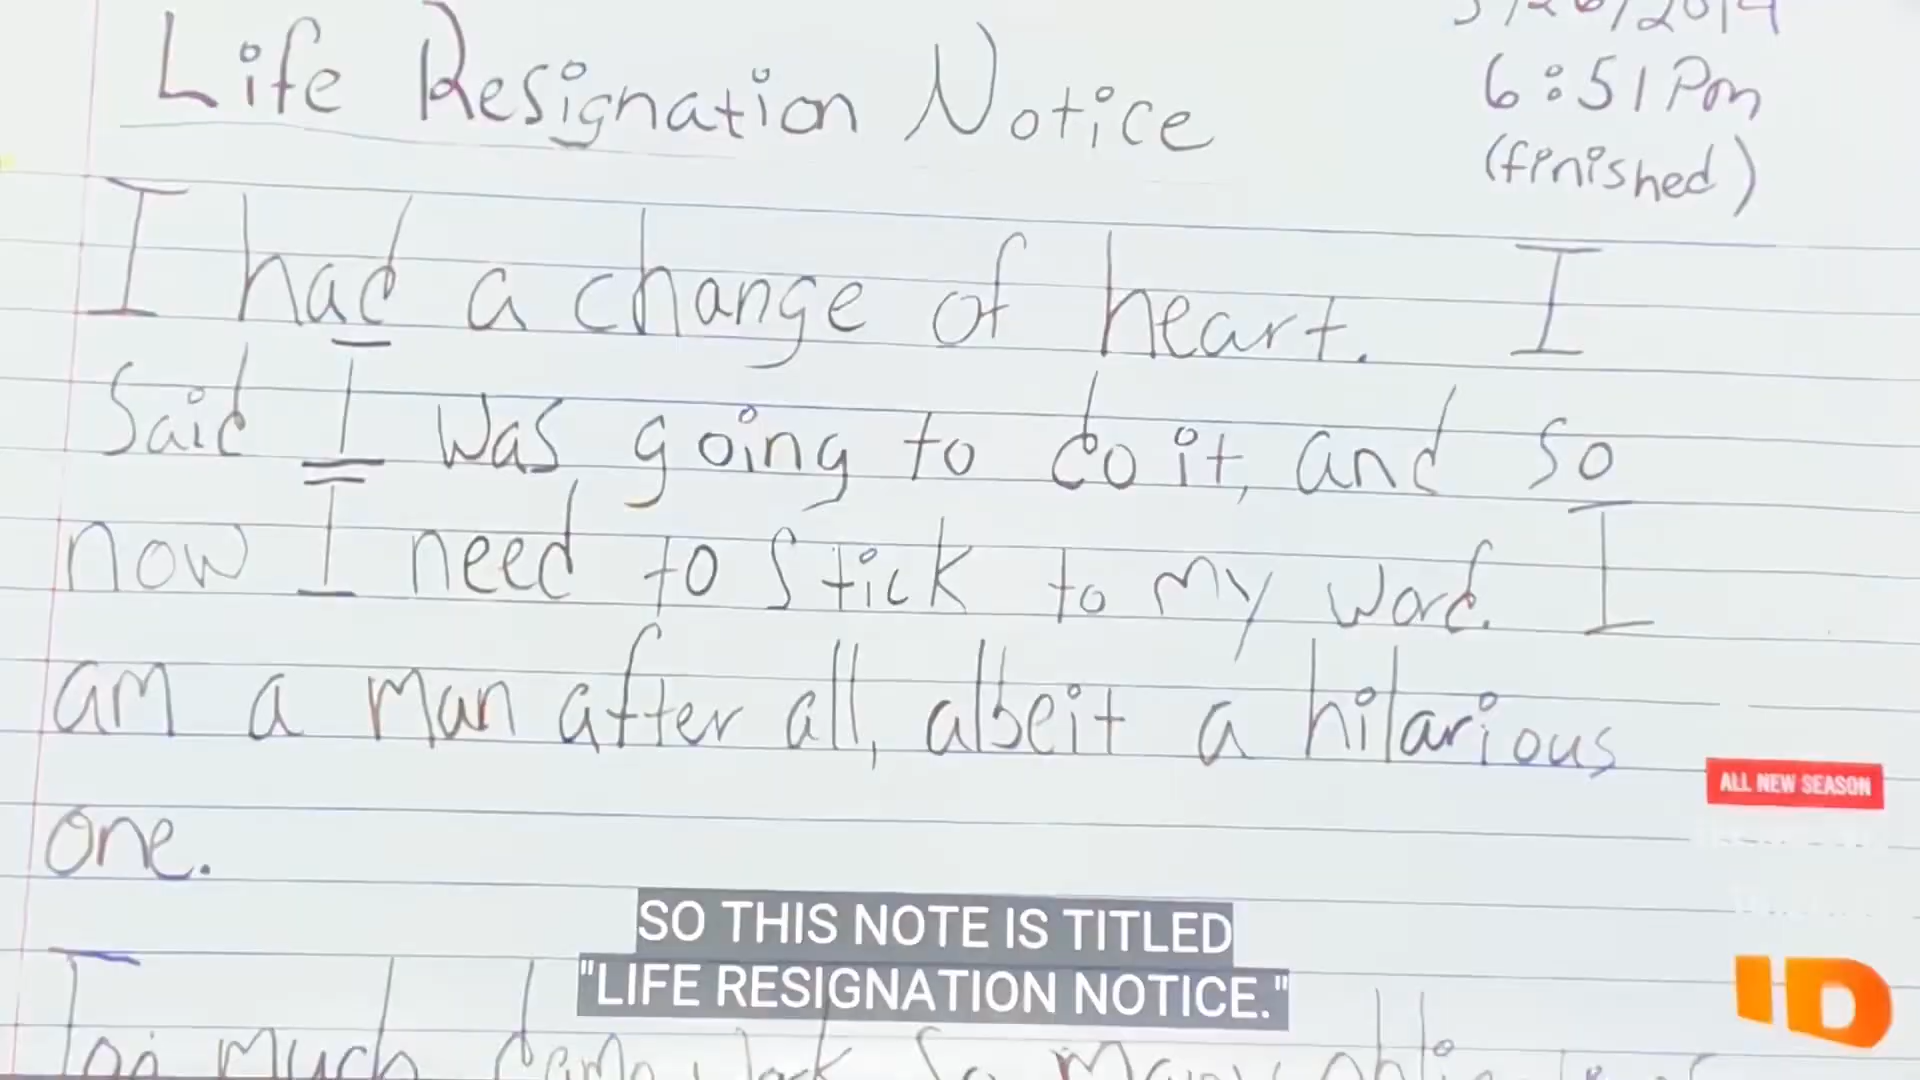 Life Resignation Notice
6:51 Pm
(finished)
I had a change of heart. I
said I was going to do it, and so
now I need to stick to my word. I
am a man after all, albeit a hilarious
one.
ALL NEW SEASON
SO THIS NOTE IS TITLED
"LIFE RESIGNATION NOTICE."
ID
Too much